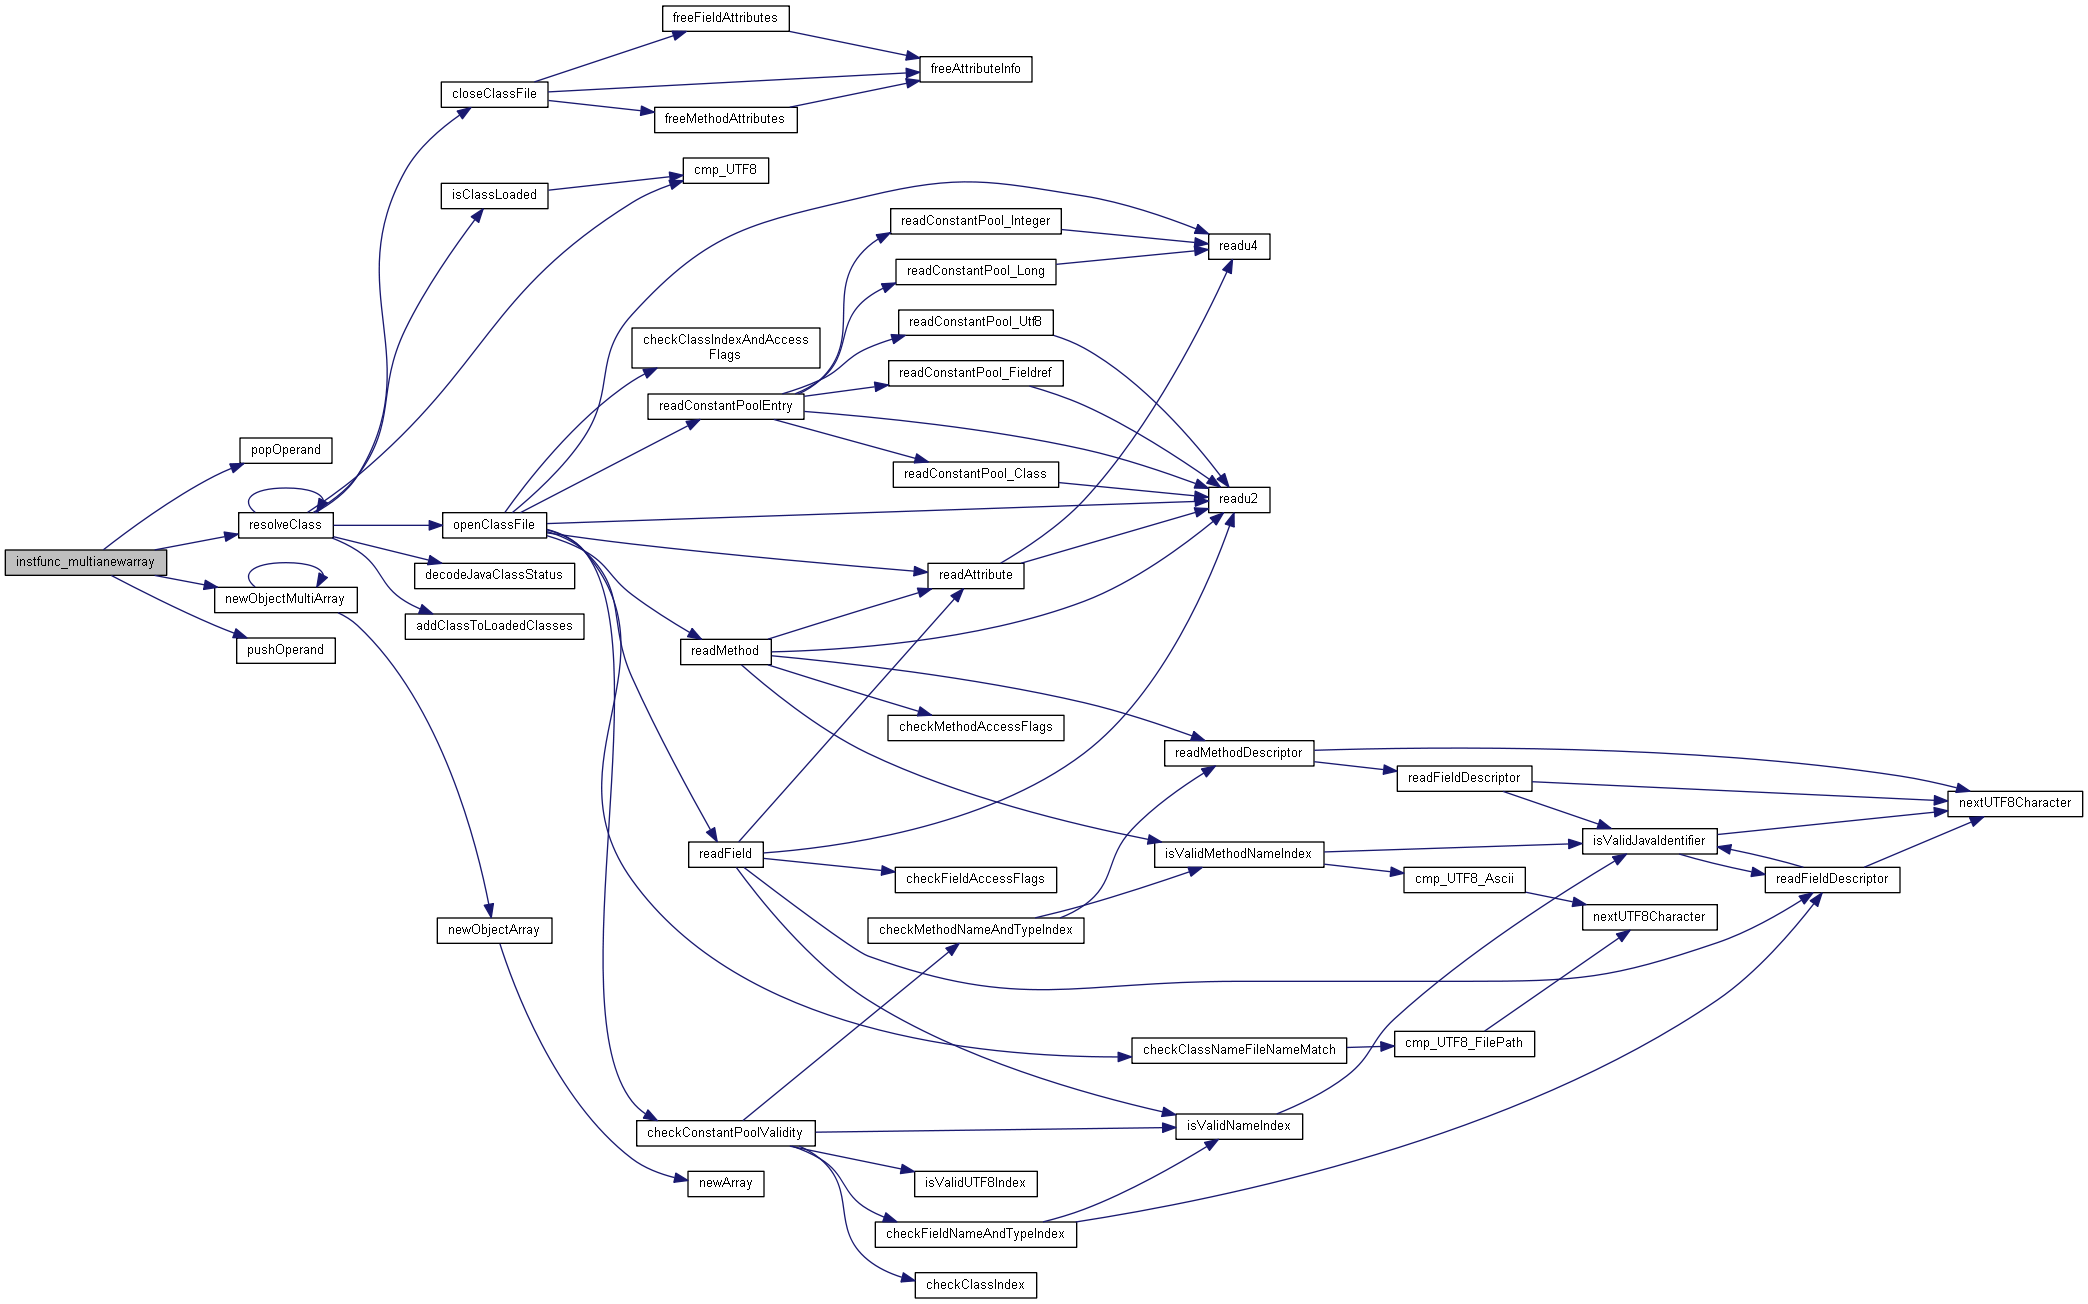 freeFieldAttributes
freeAttributeInfo
closeClassFile
freeMethodAttributes
cmp_UTF8
isClassLoaded
readConstantPool_Integer
readu4
readConstantPool_Long
readConstantPool_Utf8
checkClassIndexAndAccess
Flags
readConstantPool_Fieldref
readConstantPoolEntry
popOperand
readConstantPool_Class
readu2
resolveClass
openClassFile
instfunc_multianewarray
decodeJavaClassStatus
readAttribute
newObjectMultiArray
addClassToLoadedClasses
pushOperand
readMethod
checkMethodAccessFlags
readMethodDescriptor
readFieldDescriptor
nextUTF8Character
isValidJavaIdentifier
readField
isValidMethodNameIndex
checkFieldAccessFlags
cmp_UTF8_Ascii
readFieldDescriptor
nextUTF8Character
newObjectArray
checkMethodNameAndTypeIndex
cmp_UTF8_FilePath
checkClassNameFileNameMatch
isValidNameIndex
checkConstantPoolValidity
newArray
isValidUTF8Index
checkFieldNameAndTypeIndex
checkClassIndex